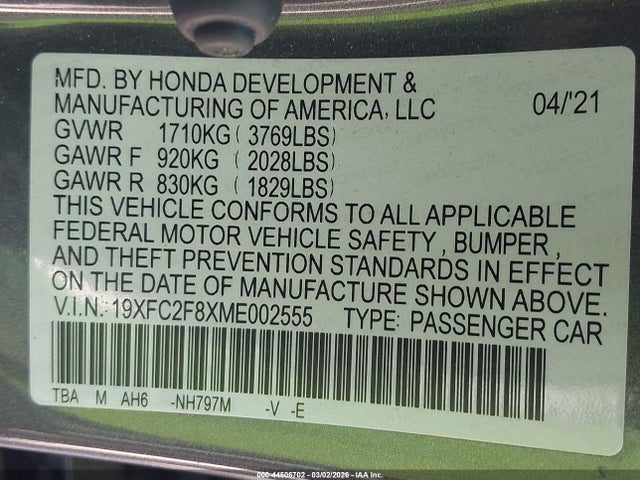 MFD. BY HONDA DEVELOPMENT &
MANUFACTURING OF AMERICA, LLC 04/'21
GVWR 1710KG ( 3769LBS)
GAWR F 920KG ( 2028LBS)
GAWR R 830KG ( 1829LBS)
THIS VEHICLE CONFORMS TO ALL APPLICABLE
FEDERAL MOTOR VEHICLE SAFETY , BUMPER ,
AND THEFT PREVENTION STANDARDS IN EFFECT
ON THE DATE OF MANUFACTURE SHOWN ABOVE.
V.I.N.: 19XFC2F8XME002555 TYPE: PASSENGER CAR
TBA M AH6 -NH797M -V -E
000-44506702 - 03/02/2026 - IAA Inc.